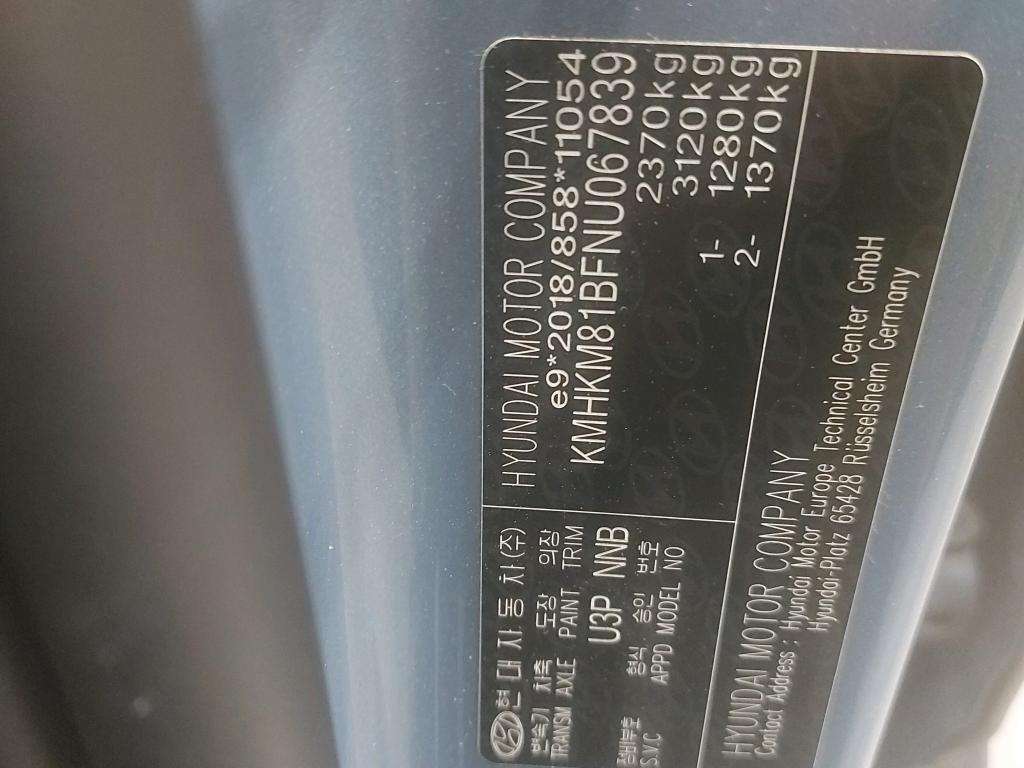 현대자동차(주)
변속기 차축 도장 의장
TRANSM AXLE PAINT TRIM
U3P NNB
정비부호 형식 승인 번호
S.V.C APPD MODEL NO
HYUNDAI MOTOR COMPANY
e9*2018/858*11054
KMHKM81BFNU067839
2370kg
3120kg
1- 1280kg
2- 1370kg
HYUNDAI MOTOR COMPANY
Contact Address : Hyundai Motor Europe Technical Center GmbH
Hyundai-Platz 65428 Rüsselsheim Germany